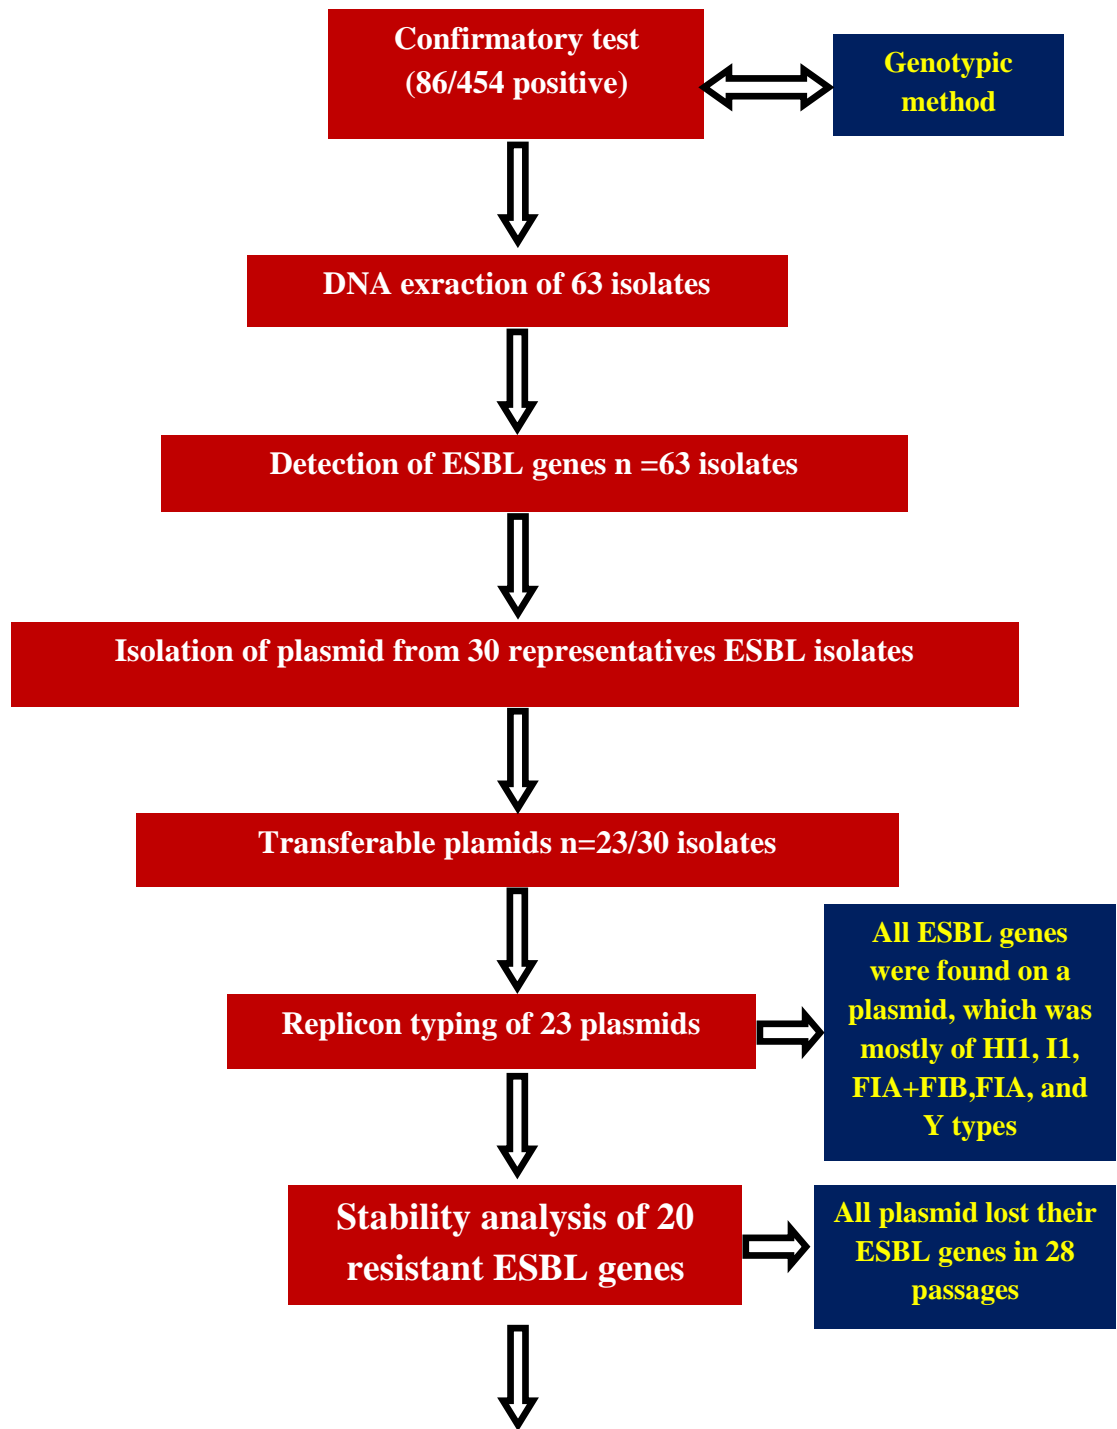 Confirmatory test
(86/454 positive)
Genotypic
method
DNA exraction of 63 isolates
Detection of ESBL genes n =63 isolates
Isolation of plasmid from 30 representatives ESBL isolates
Transferable plamids n=23/30 isolates
Replicon typing of 23 plasmids
All ESBL genes
were found on a
plasmid, which was
mostly of HI1, I1,
FIA+FIB,FIA, and
Y types
Stability analysis of 20
resistant ESBL genes
All plasmid lost their
ESBL genes in 28
passages